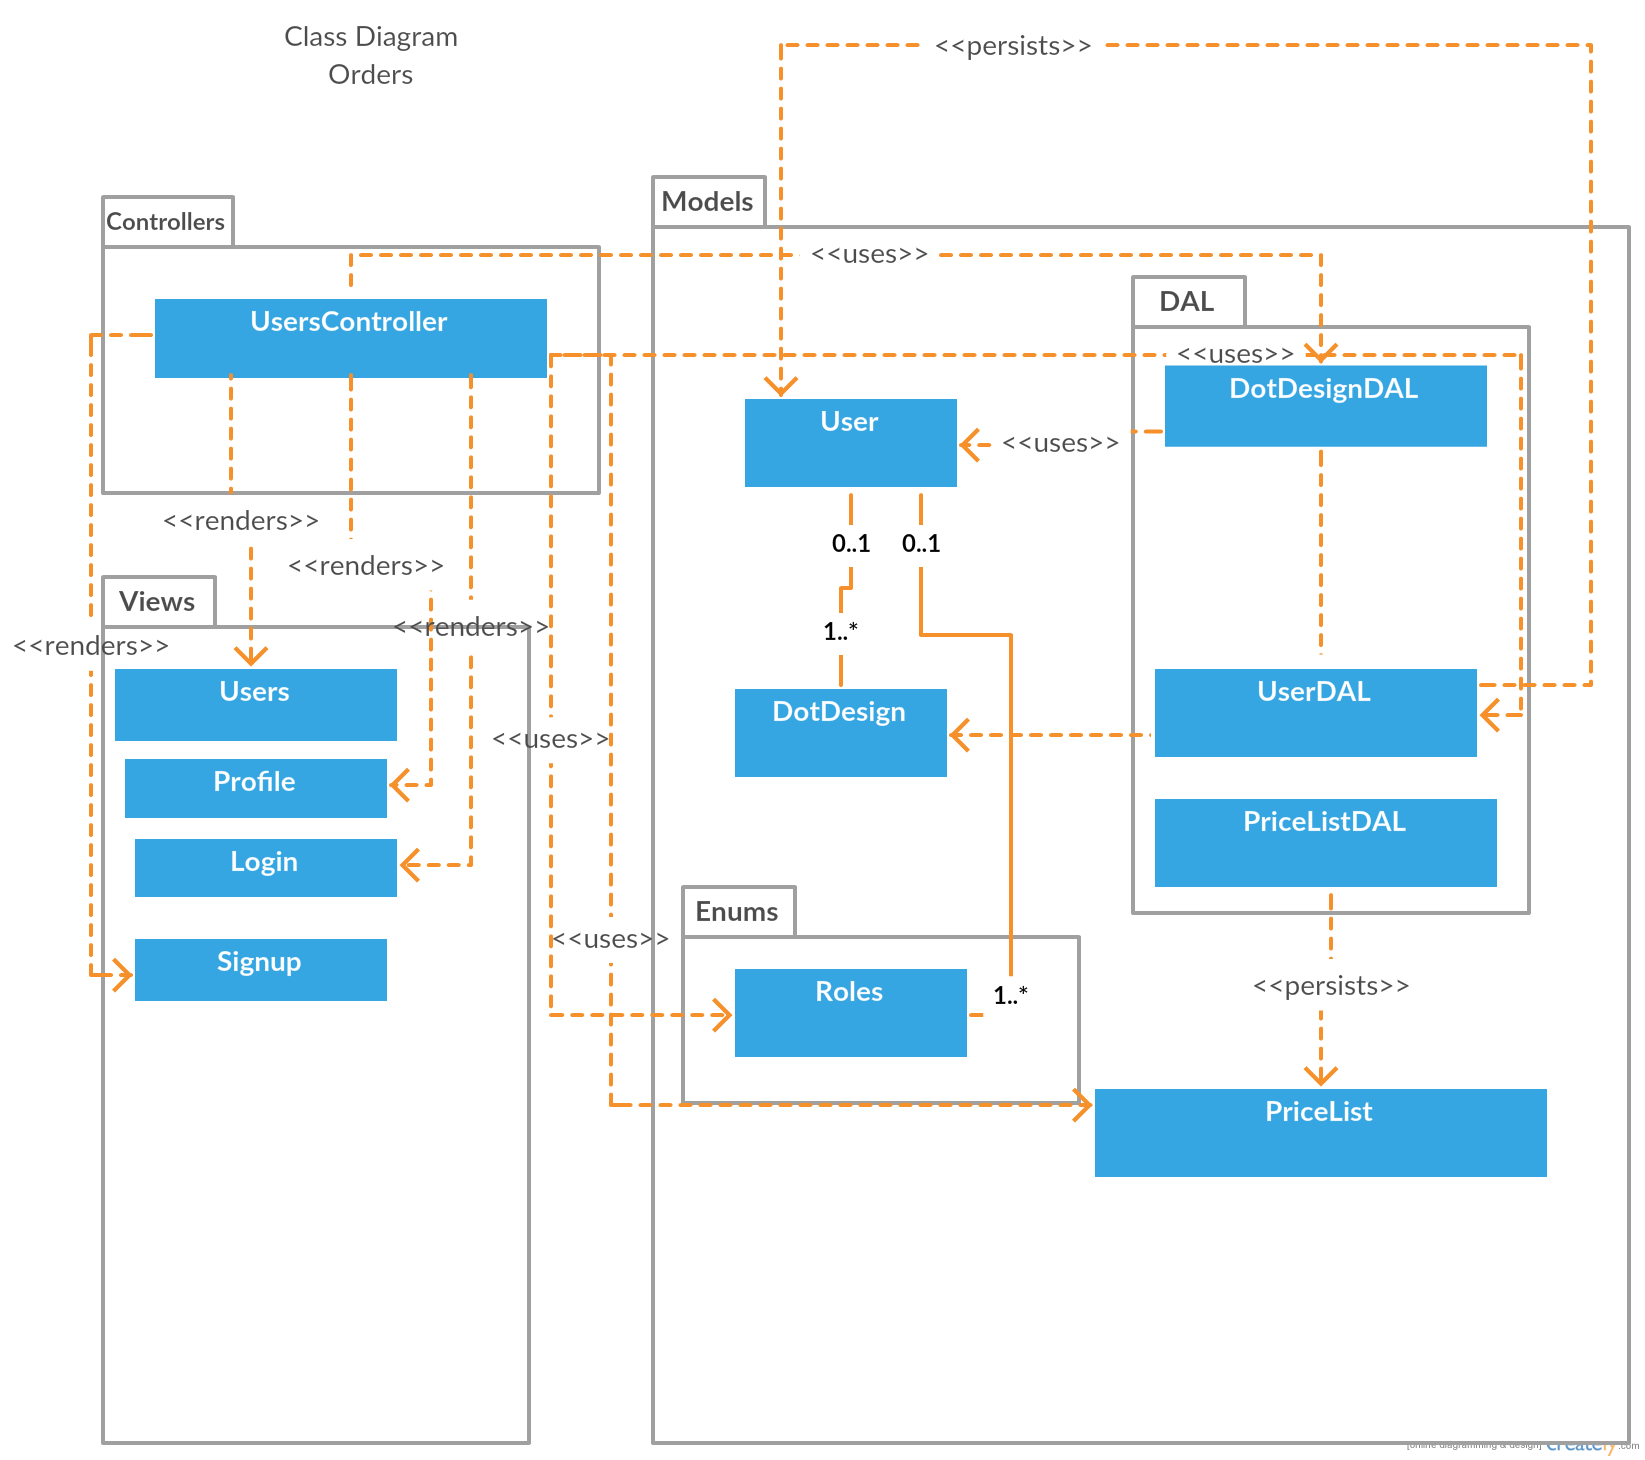 Class Diagram
Orders
<<persists>>
Controllers
Models
<<uses>>
DAL
UsersController
<<uses>>
DotDesignDAL
User
<<uses>>
<<renders>>
0..1
0..1
<<renders>>
Views
<<renders>>
1..*
<<renders>>
Users
UserDAL
DotDesign
<<uses>>
Profile
PriceListDAL
Login
Enums
<<uses>>
Signup
Roles
1..*
<<persists>>
PriceList
[online diagramming & design] creately.com